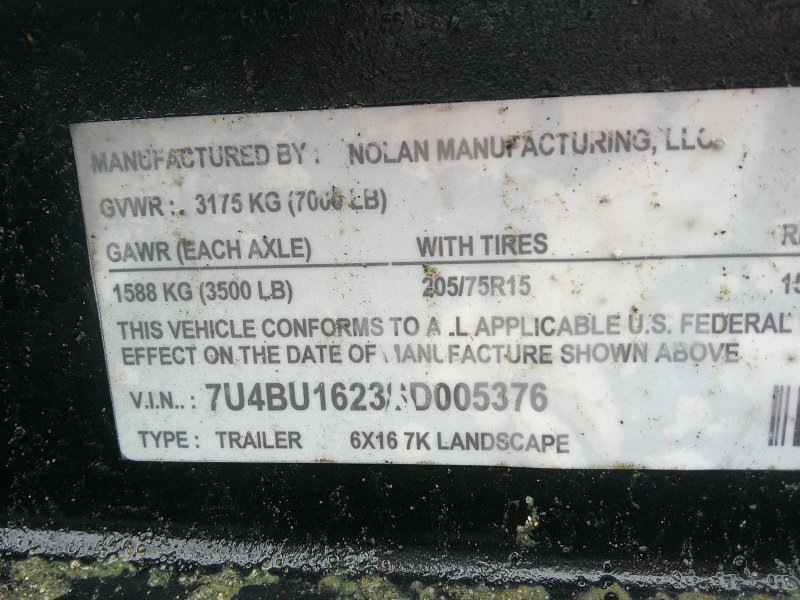 MANUFACTURED BY : NOLAN MANUFACTURING, LLC.
GVWR : 3175 KG (7000 LB)
GAWR (EACH AXLE) WITH TIRES
1588 KG (3500 LB) 205/75R15
THIS VEHICLE CONFORMS TO ALL APPLICABLE U.S. FEDERAL
EFFECT ON THE DATE OF MANUFACTURE SHOWN ABOVE
V.I.N.. : 7U4BU1623SD005376
TYPE : TRAILER 6X16 7K LANDSCAPE